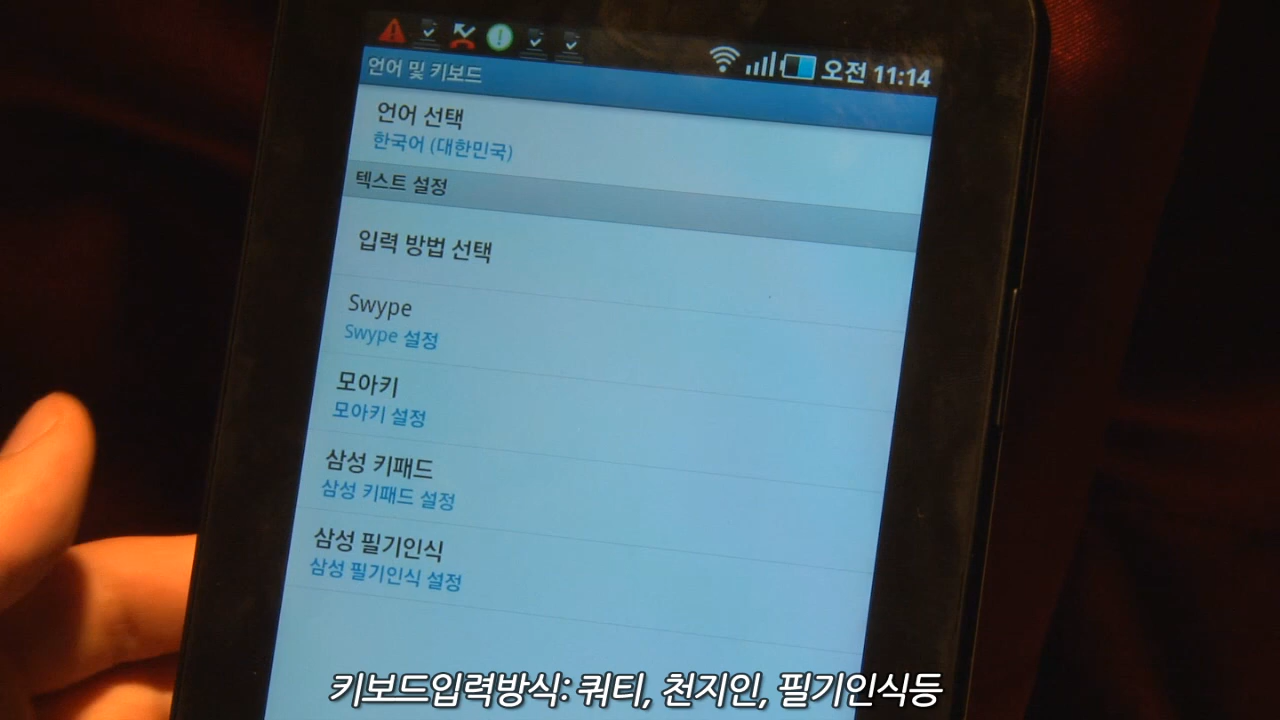 오전 11:14
언어 및 키보드
언어 선택
한국어 (대한민국)
텍스트 설정
입력 방법 선택
Swype
Swype 설정
모아키
모아키 설정
삼성 키패드
삼성 키패드 설정
삼성 필기인식
삼성 필기인식 설정
키보드입력방식: 쿼티, 천지인, 필기인식등